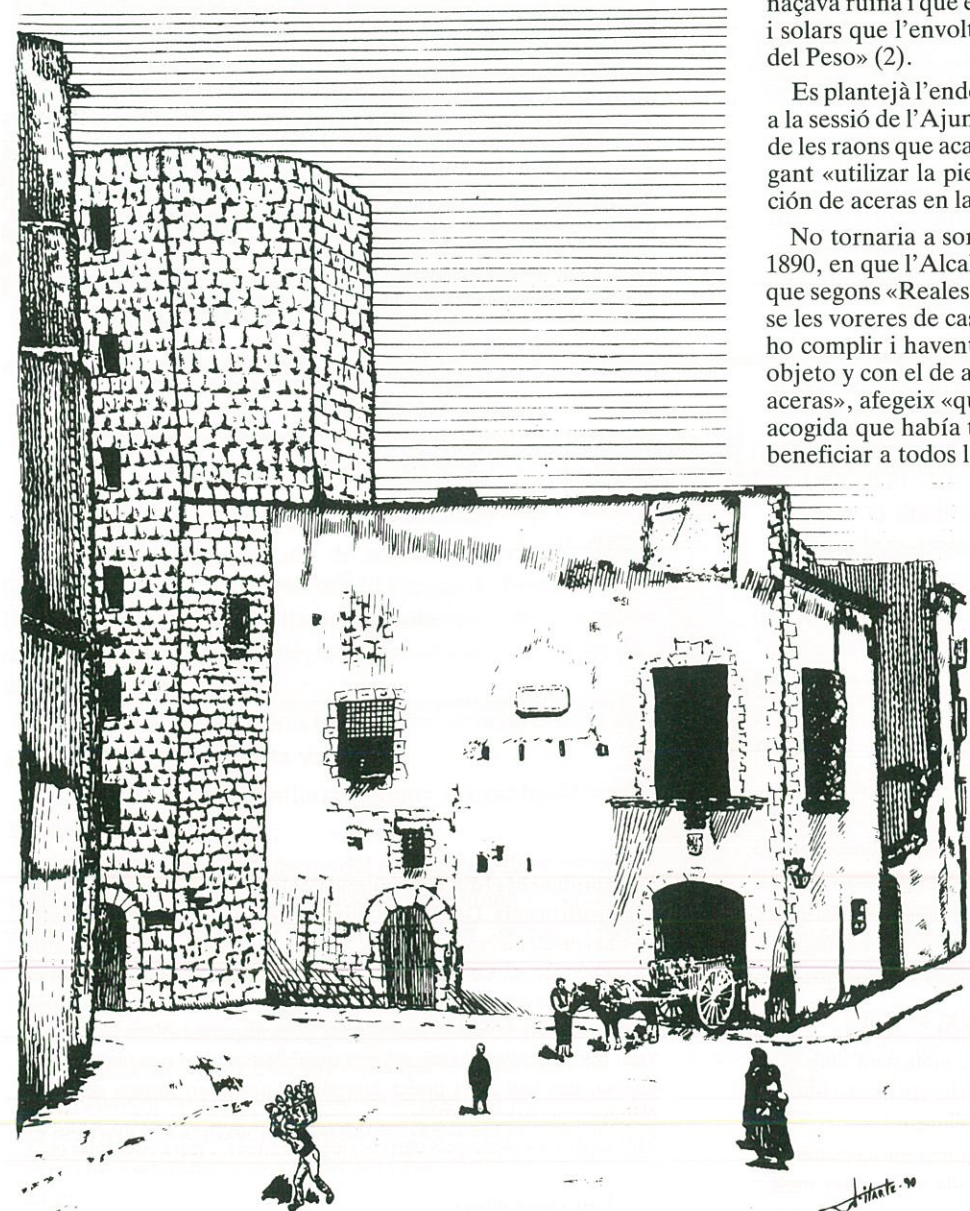 naçava ruïna i que e
i solars que l'envolt
del Peso» (2).
Es plantejà l'ende
a la sessió de l'Ajun
de les raons que aca
gant «utilizar la pie
ción de aceras en la
No tornaria a sor
1890, en que l'Alcal
que segons «Reales
se les voreres de cas
ho complir i havent
objeto y con el de a
aceras», afegeix «qu
acogida que había t
beneficiar a todos l